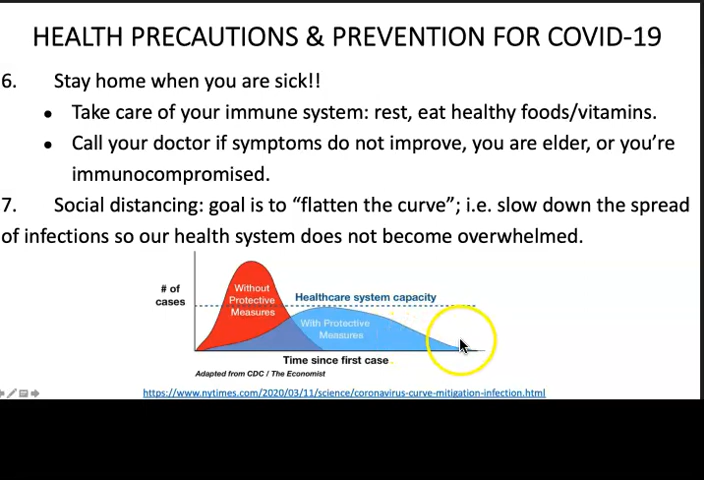 HEALTH PRECAUTIONS & PREVENTION FOR COVID-19
6. Stay home when you are sick!!
• Take care of your immune system: rest, eat healthy foods/vitamins.
• Call your doctor if symptoms do not improve, you are elder, or you're
immunocompromised.
7. Social distancing: goal is to "flatten the curve"; i.e. slow down the spread
of infections so our health system does not become overwhelmed.
# of
cases
Without
Protective
Measures
Healthcare system capacity
With Protective
Measures
Time since first case
Adapted from CDC / The Economist
https://www.nytimes.com/2020/03/11/science/coronavirus-curve-mitigation-infection.html